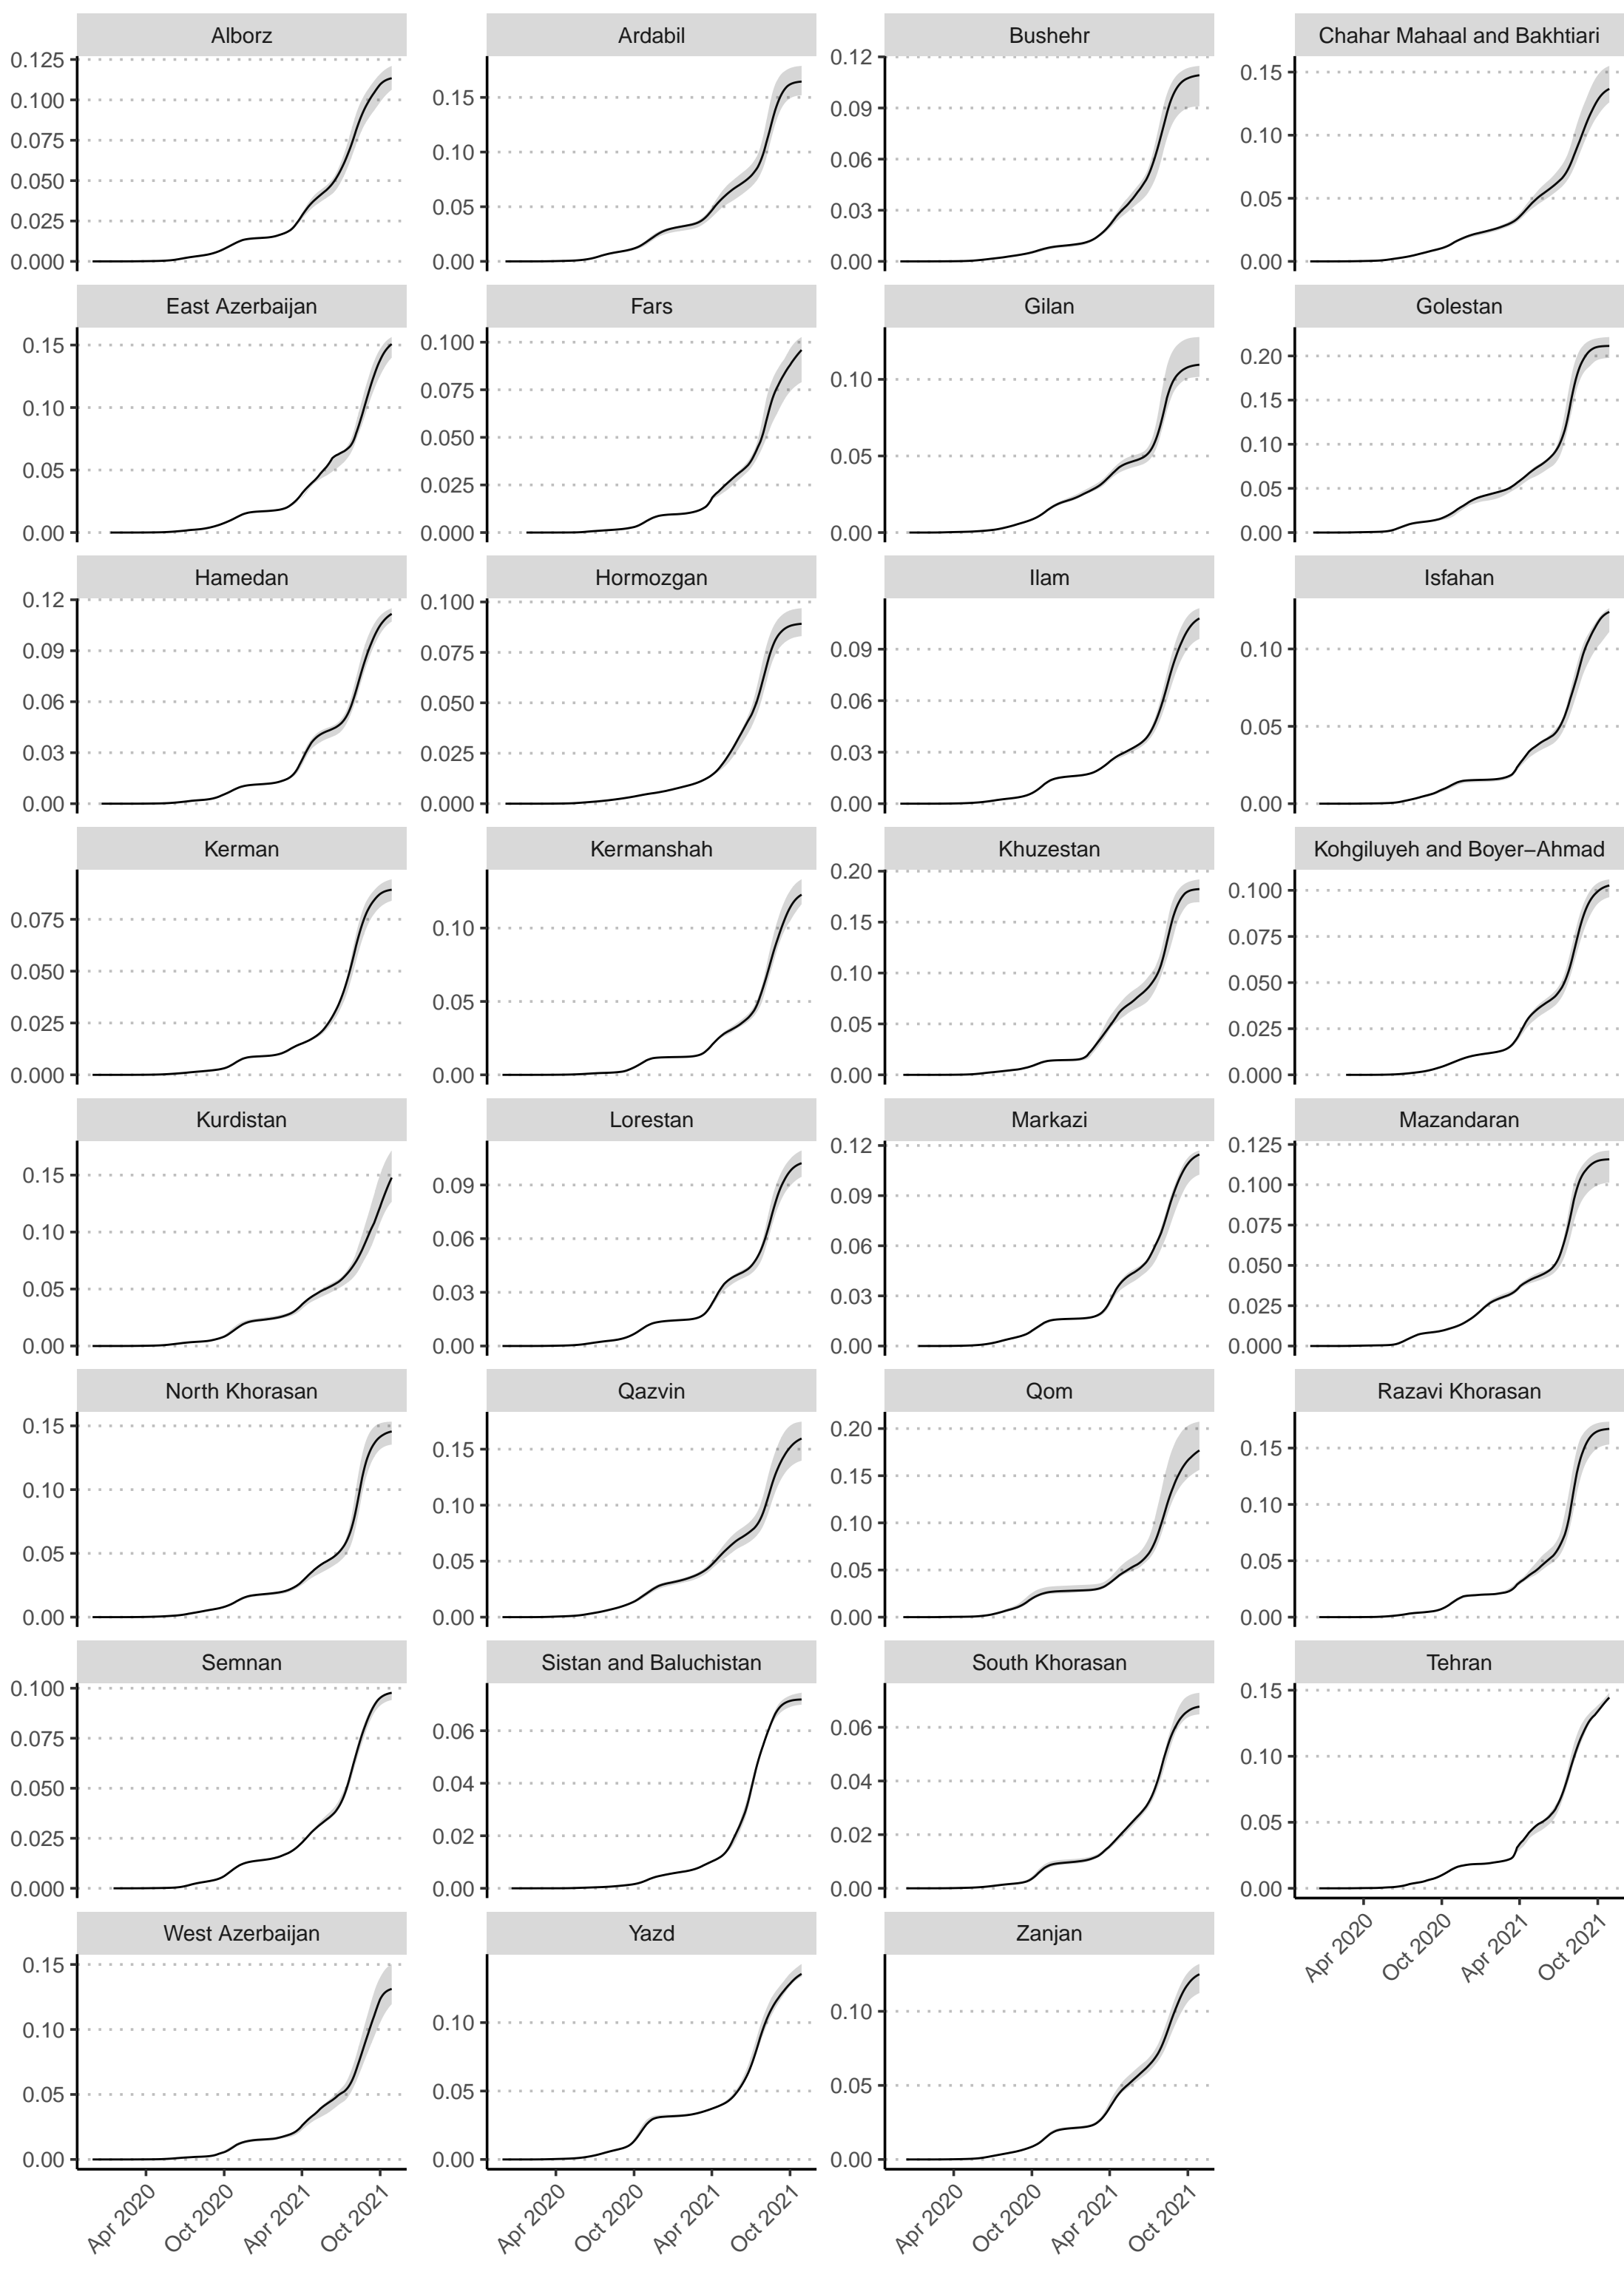 Alborz
0.125
0.100
0.075
0.050
0.025
0.000
Ardabil
0.15
0.10
0.05
0.00
Bushehr
0.12
0.09
0.06
0.03
0.00
Chahar Mahaal and Bakhtiari
0.15
0.10
0.05
0.00
East Azerbaijan
0.15
0.10
0.05
0.00
Fars
0.100
0.075
0.050
0.025
0.000
Gilan
0.10
0.05
0.00
Golestan
0.20
0.15
0.10
0.05
0.00
Hamedan
0.12
0.09
0.06
0.03
0.00
Hormozgan
0.100
0.075
0.050
0.025
0.000
Ilam
0.09
0.06
0.03
0.00
Isfahan
0.10
0.05
0.00
Kerman
0.075
0.050
0.025
0.000
Kermanshah
0.10
0.05
0.00
Khuzestan
0.20
0.15
0.10
0.05
0.00
Kohgiluyeh and Boyer−Ahmad
0.100
0.075
0.050
0.025
0.000
Kurdistan
0.15
0.10
0.05
0.00
Lorestan
0.09
0.06
0.03
0.00
Markazi
0.12
0.09
0.06
0.03
0.00
Mazandaran
0.125
0.100
0.075
0.050
0.025
0.000
North Khorasan
0.15
0.10
0.05
0.00
Qazvin
0.15
0.10
0.05
0.00
Qom
0.20
0.15
0.10
0.05
0.00
Razavi Khorasan
0.15
0.10
0.05
0.00
Semnan
0.100
0.075
0.050
0.025
0.000
Sistan and Baluchistan
0.06
0.04
0.02
0.00
South Khorasan
0.06
0.04
0.02
0.00
Tehran
0.15
0.10
0.05
0.00
Apr 2020
Oct 2020
Apr 2021
Oct 2021
West Azerbaijan
0.15
0.10
0.05
0.00
Apr 2020
Oct 2020
Apr 2021
Oct 2021
Yazd
0.10
0.05
0.00
Apr 2020
Oct 2020
Apr 2021
Oct 2021
Zanjan
0.10
0.05
0.00
Apr 2020
Oct 2020
Apr 2021
Oct 2021